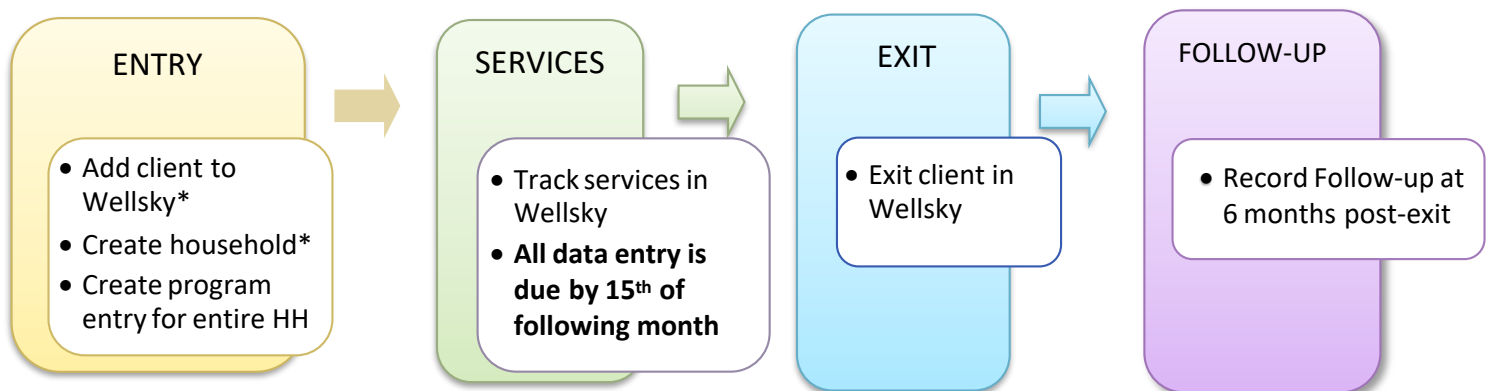 ENTRY
• Add client to
Wellsky*
• Create household*
• Create program
entry for entire HH
SERVICES
• Track services in
Wellsky
• All data entry is
due by 15th of
following month
EXIT
• Exit client in
Wellsky
FOLLOW-UP
• Record Follow-up at
6 months post-exit